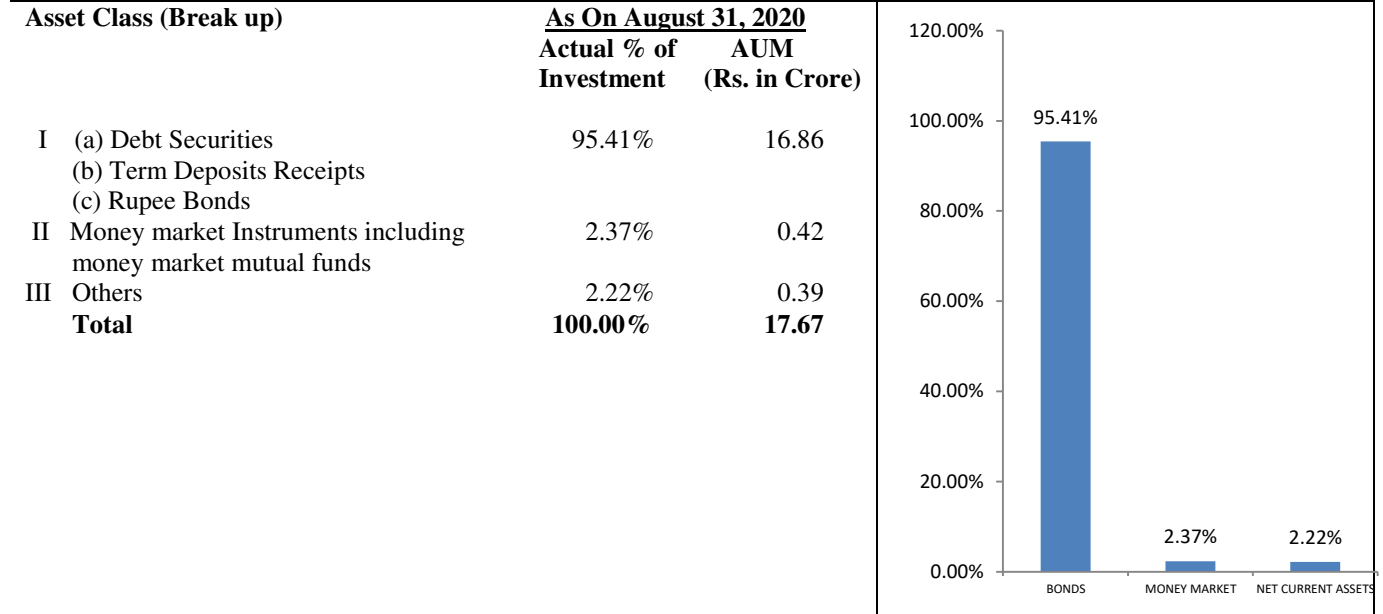 Asset Class (Break up) As On August 31, 2020
Actual % of AUM
Investment (Rs. in Crore)
I (a) Debt Securities 95.41% 16.86
(b) Term Deposits Receipts
(c) Rupee Bonds
II Money market Instruments including 2.37% 0.42
money market mutual funds
III Others 2.22% 0.39
Total 100.00% 17.67
120.00%
100.00%
80.00%
60.00%
40.00%
20.00%
0.00%
95.41%
2.37%
2.22%
BONDS MONEY MARKET NET CURRENT ASSETS